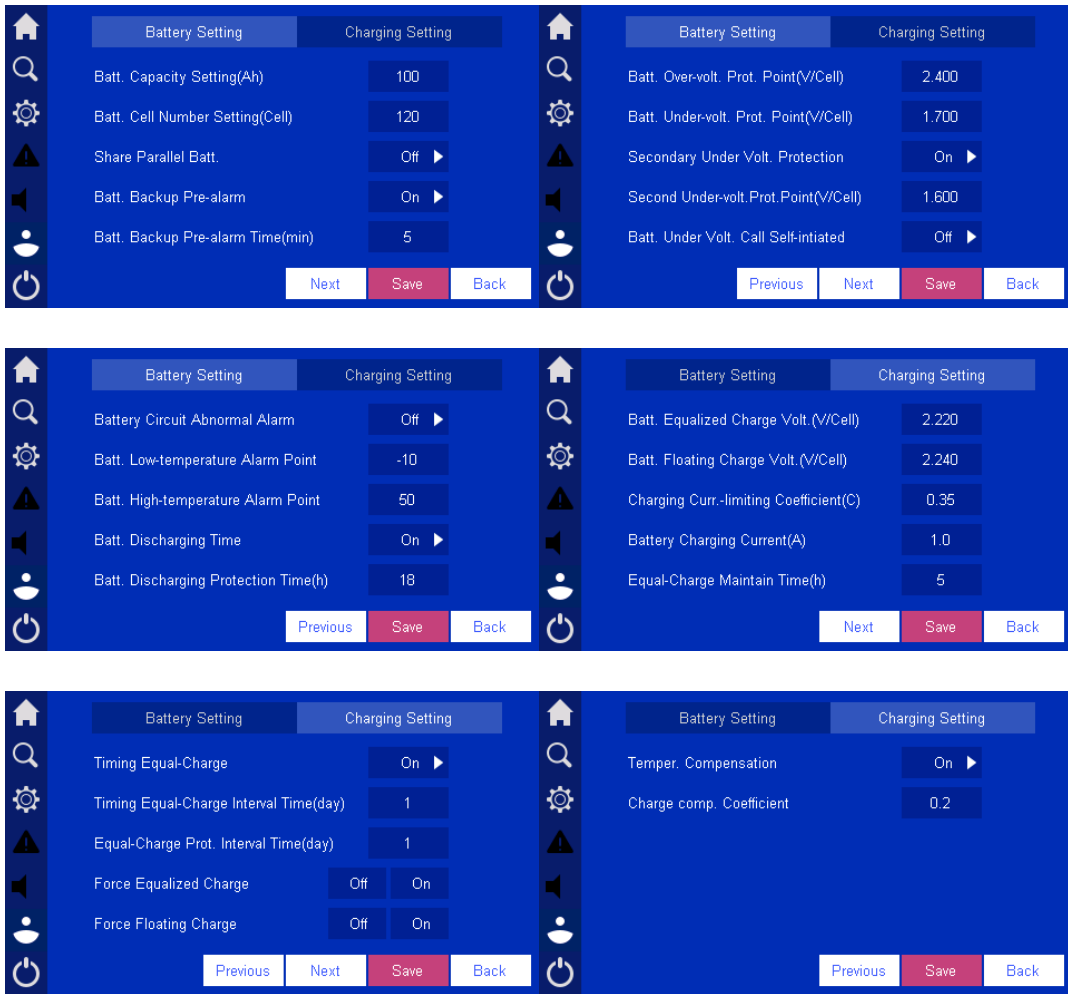 Battery Setting Charging Setting
Batt. Capacity Setting(Ah) 100
Batt. Cell Number Setting(Cell) 120
Share Parallel Batt. Off
Batt. Backup Pre-alarm On
Batt. Backup Pre-alarm Time(min) 5
Next Save Back
Battery Setting Charging Setting
Batt. Over-volt. Prot. Point(V/Cell) 2.400
Batt. Under-volt. Prot. Point(V/Cell) 1.700
Secondary Under Volt. Protection On
Second Under-volt.Prot.Point(V/Cell) 1.600
Batt. Under Volt. Call Self-intiated Off
Previous Next Save Back
Battery Setting Charging Setting
Battery Circuit Abnormal Alarm Off
Batt. Low-temperature Alarm Point -10
Batt. High-temperature Alarm Point 50
Batt. Discharging Time On
Batt. Discharging Protection Time(h) 18
Previous Save Back
Battery Setting Charging Setting
Batt. Equalized Charge Volt.(V/Cell) 2.220
Batt. Floating Charge Volt.(V/Cell) 2.240
Charging Curr.-limiting Coefficient(C) 0.35
Battery Charging Current(A) 1.0
Equal-Charge Maintain Time(h) 5
Next Save Back
Battery Setting Charging Setting
Timing Equal-Charge On
Timing Equal-Charge Interval Time(day) 1
Equal-Charge Prot. Interval Time(day) 1
Force Equalized Charge Off On
Force Floating Charge Off On
Previous Next Save Back
Battery Setting Charging Setting
Temper. Compensation On
Charge comp. Coefficient 0.2
Previous Save Back